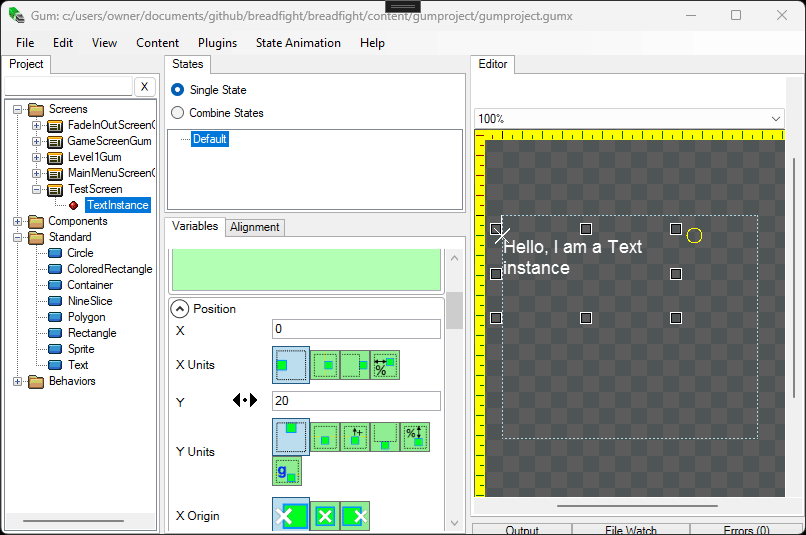 Gum: c:/users/owner/documents/github/breadfight/breadfight/content/gumproject/gumproject.gumx
File Edit View Content Plugins State Animation Help
Project
X
Screens
FadeInOutScreenG
GameScreenGum
Level1Gum
MainMenuScreenG
TestScreen
TextInstance
Components
Standard
Circle
ColoredRectangle
Container
NineSlice
Polygon
Rectangle
Sprite
Text
Behaviors
States
Single State
Combine States
Default
Variables Alignment
Position
X 0
X Units %
Y 20
Y Units %
g
X Origin
Editor
100%
Hello, I am a Text
instance
Output File Watch Errors (0)